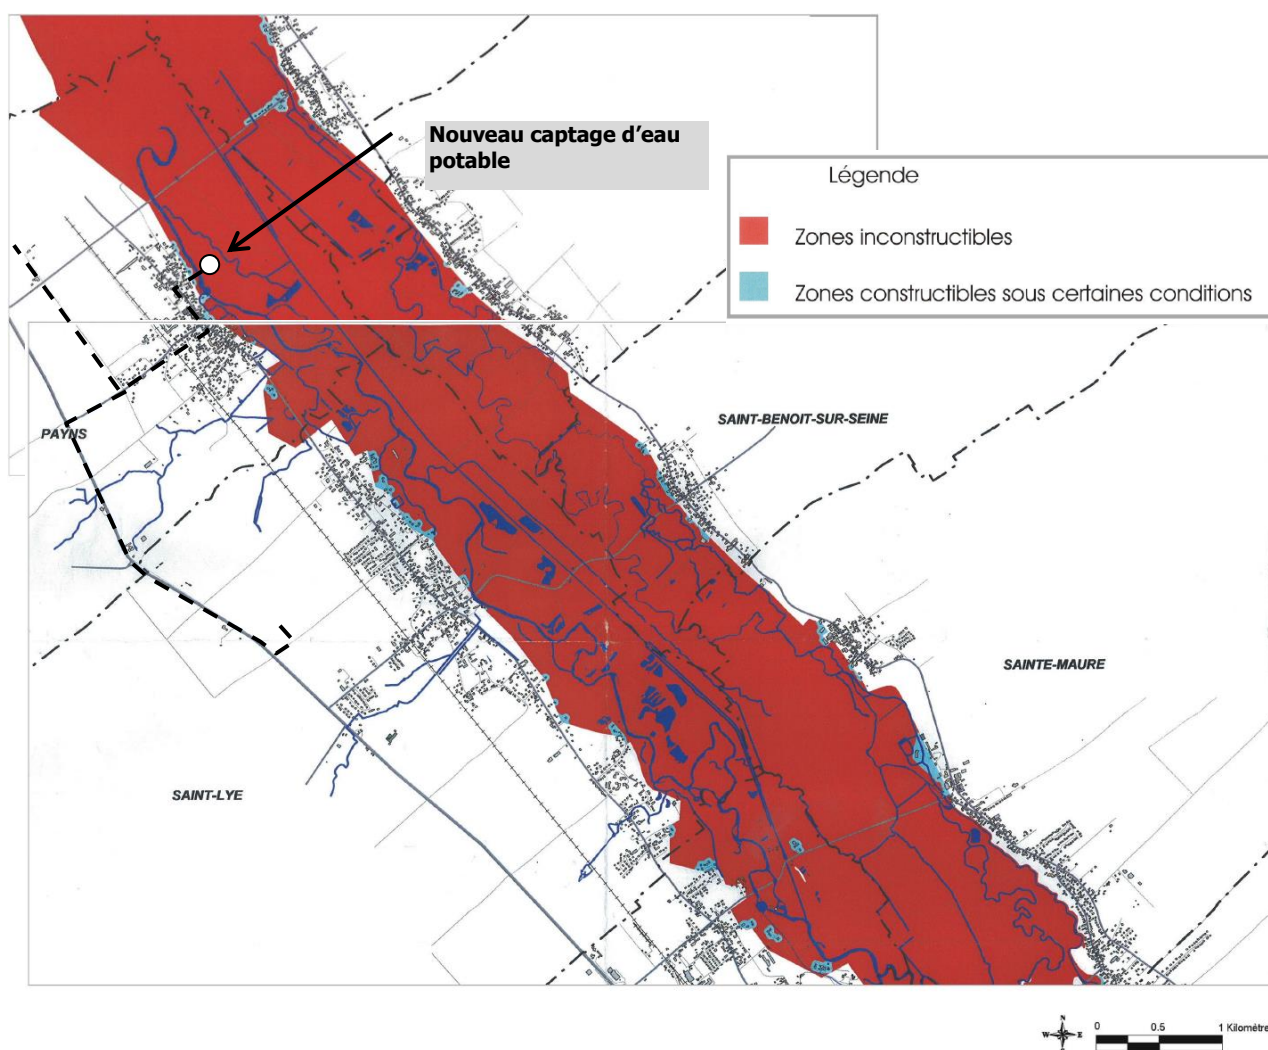 Nouveau captage d’eau
potable
Légende
Zones inconstructibles
Zones constructibles sous certaines conditions
PAYNS
SAINT-BENOIT-SUR-SEINE
SAINTE-MAURE
SAINT-LYE
N
W E
0 0.5 1 Kilomètre